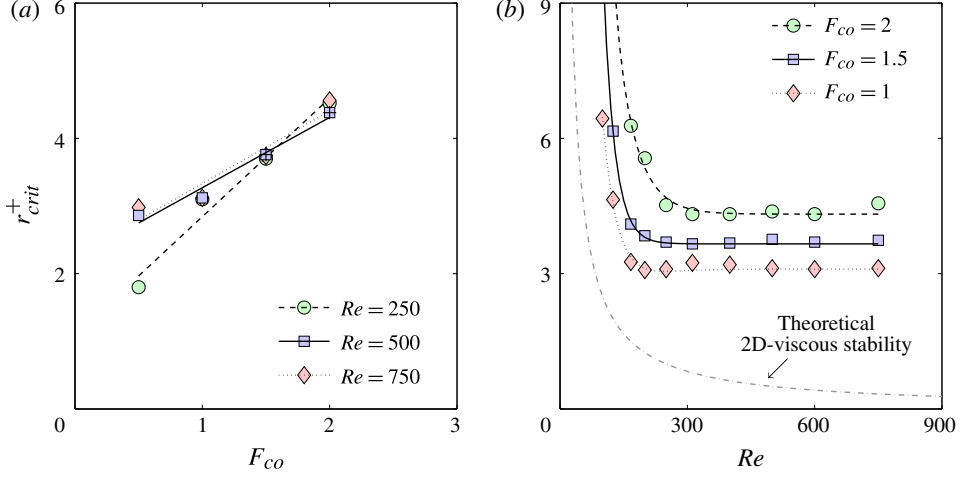 (a)
6
4
2
0
r+crit
Re = 250
Re = 500
Re = 750
1
2
3
Fco
(b)
9
6
3
0
Fco = 2
Fco = 1.5
Fco = 1
Theoretical
2D-viscous stability
300
600
900
Re